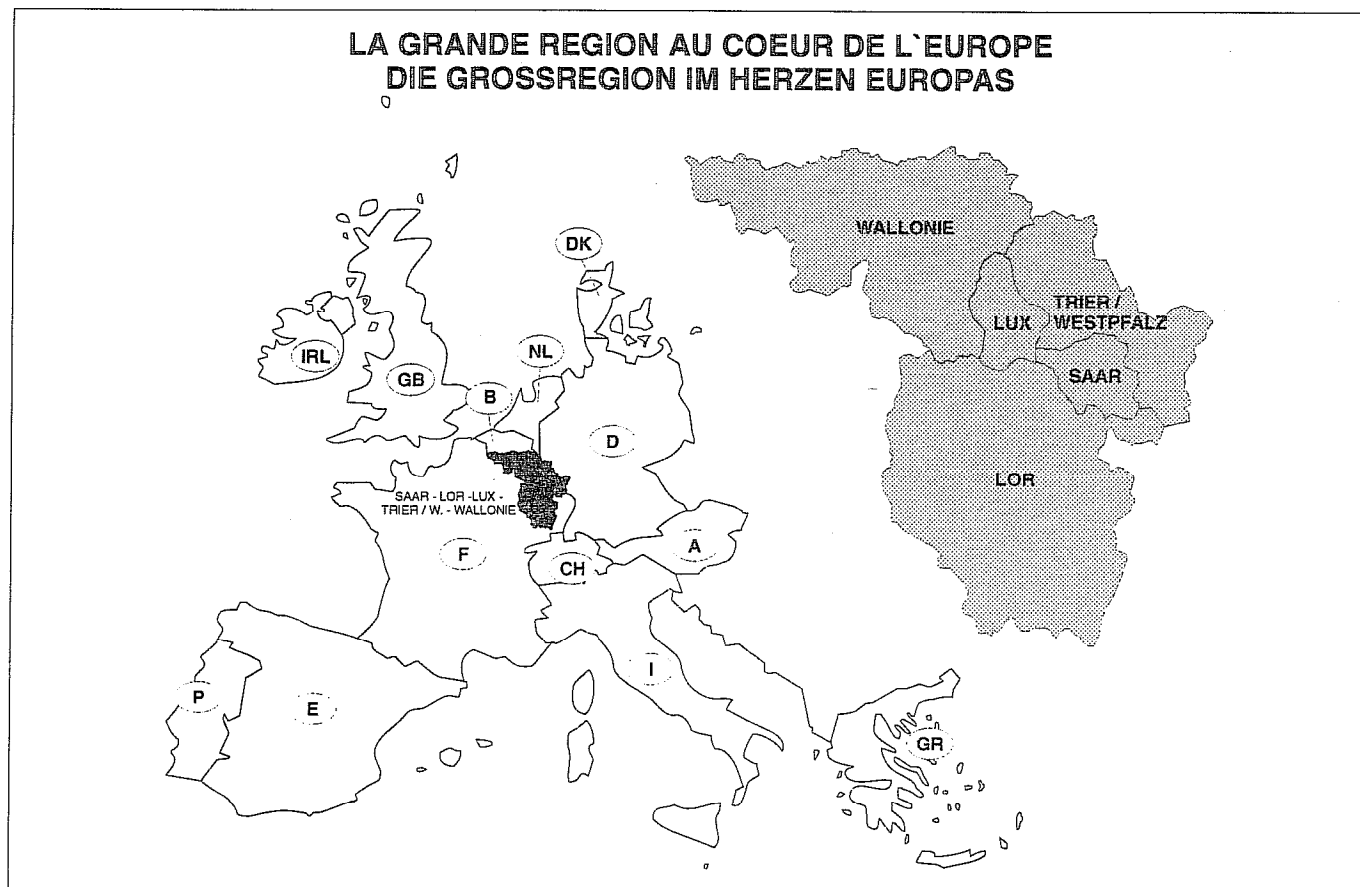 LA GRANDE REGION AU COEUR DE L`EUROPE
DIE GROSSREGION IM HERZEN EUROPAS
WALLONIE
DK
TRIER /
WESTPFALZ
LUX
IRL
NL
GB
SAAR
B
D
LOR
SAAR - LOR -LUX -
TRIER / W. - WALLONIE
F
A
CH
I
P
E
GR